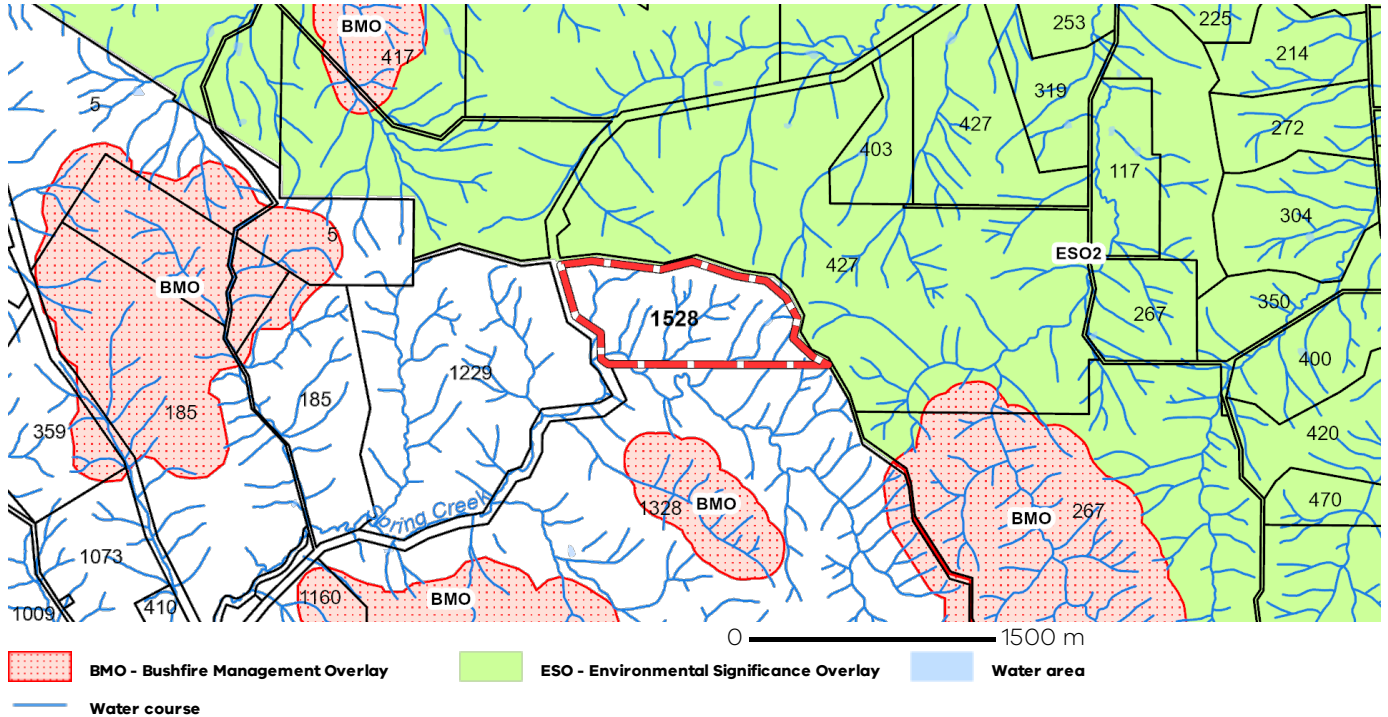 BMO
417
253
225
214
5
319
427
272
403
117
304
5
427
ESO2
BMO
350
267
1528
400
1229
185
185
359
420
470
1328
BMO
267
BMO
Spring Creek
1073
1160
BMO
410
1009
0 1500 m
BMO - Bushfire Management Overlay
ESO - Environmental Significance Overlay
Water area
Water course